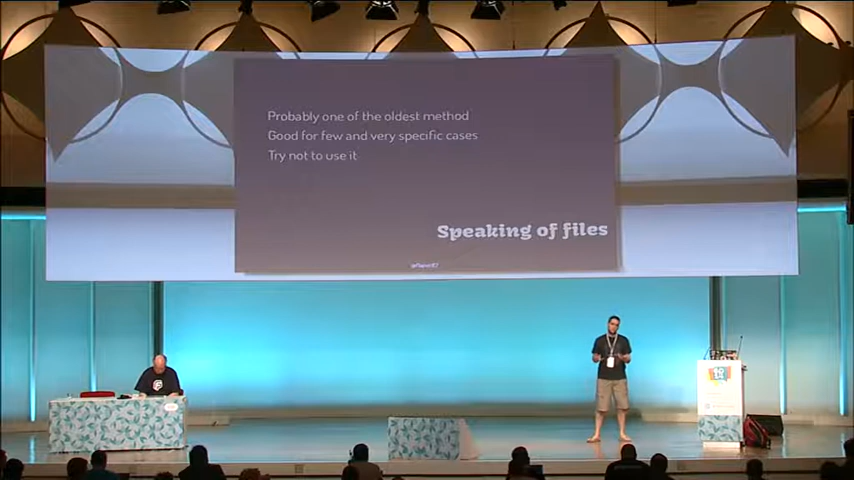 Probably one of the oldest method
Good for few and very specific cases
Try not to use it
Speaking of files